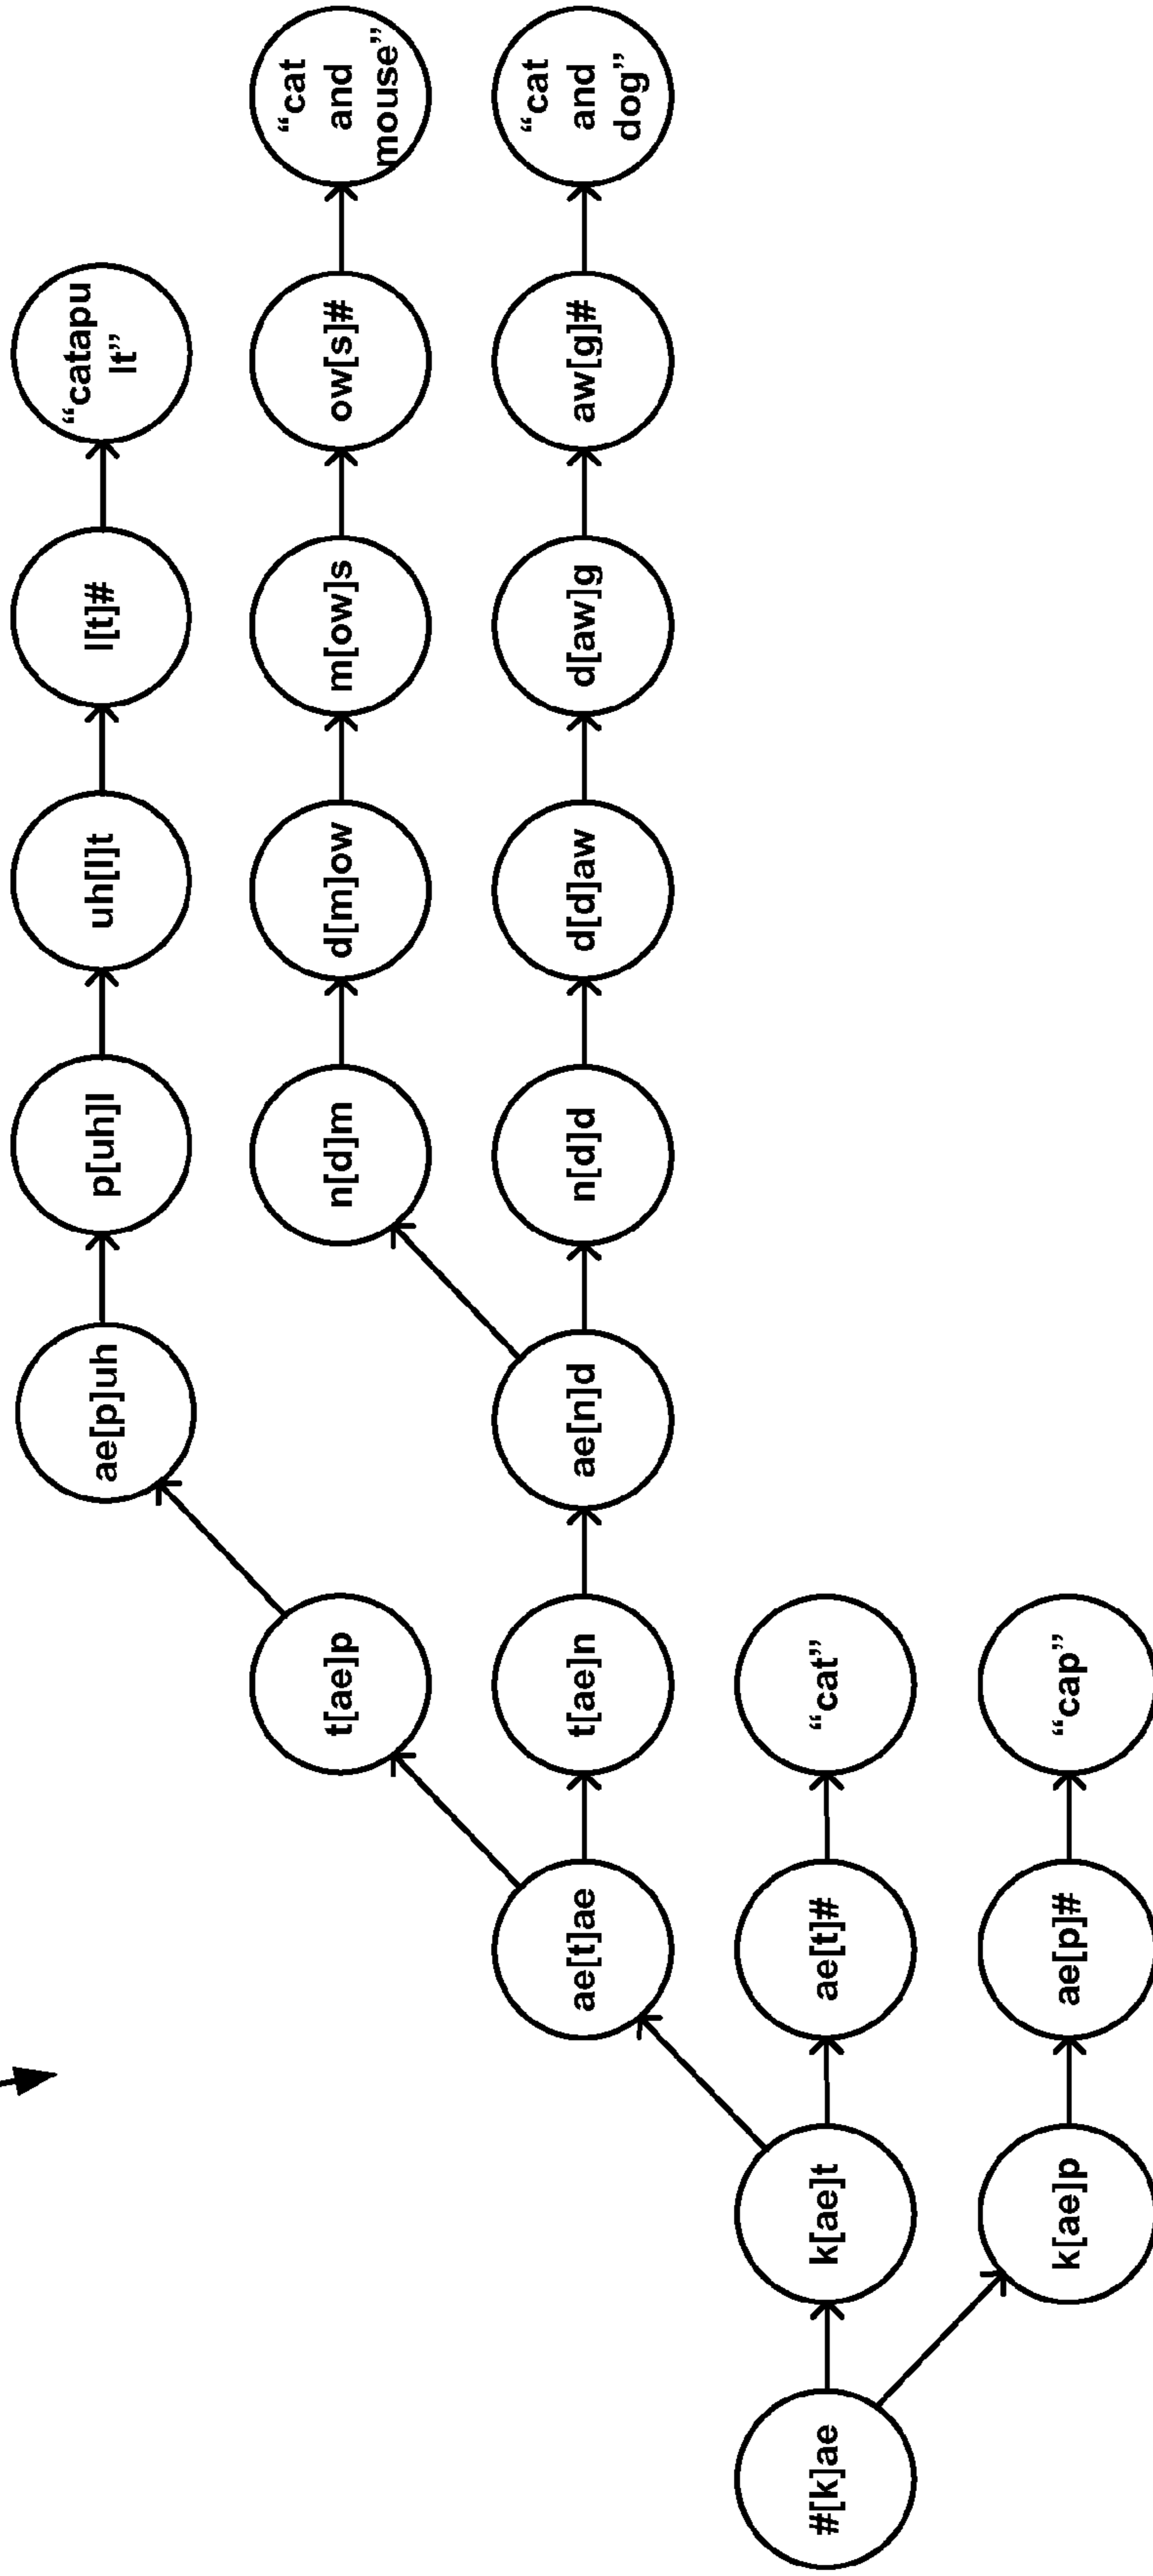 “catapu
lt”
l[t]#
uh[l]t
p[uh]l
ae[p]uh
“cat
and
mouse”
ow[s]#
m[ow]s
d[m]ow
n[d]m
t[ae]p
“cat
and
dog”
aw[g]#
d[aw]g
d[d]aw
n[d]d
ae[n]d
t[ae]n
ae[t]ae
“cat”
ae[t]#
k[ae]t
#[k]ae
“cap”
ae[p]#
k[ae]p